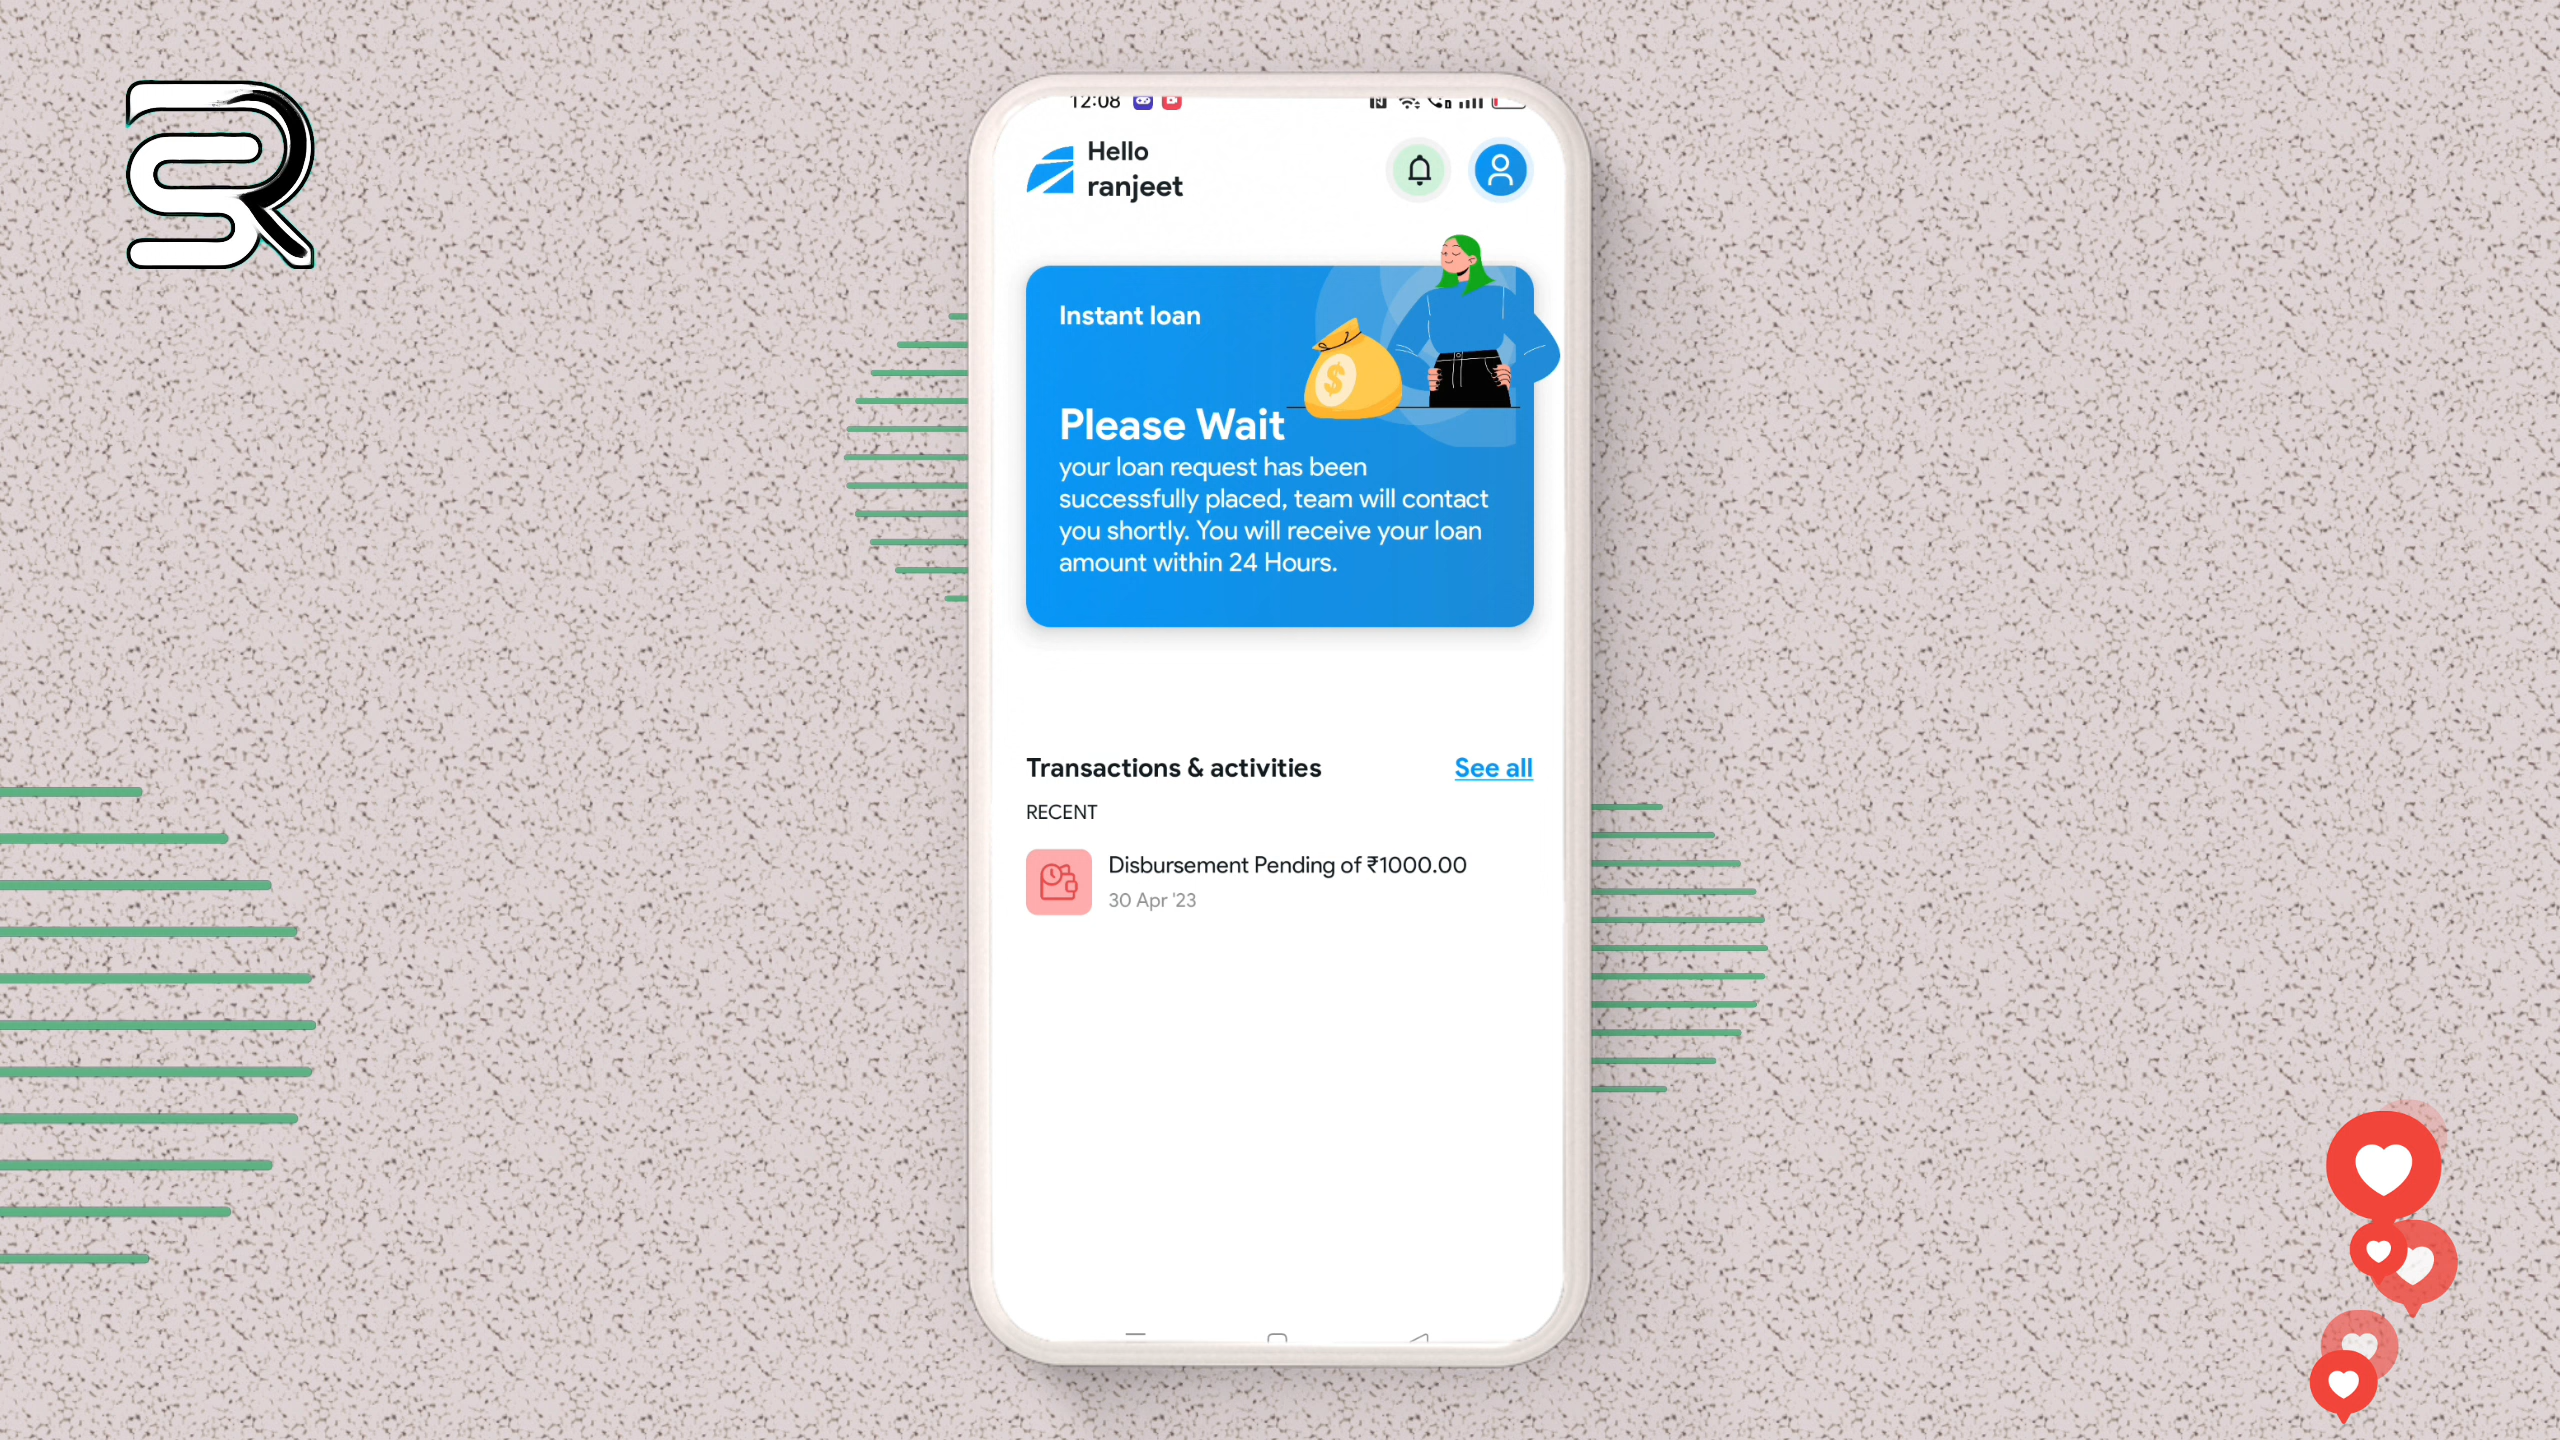 12:08
Hello
ranjeet
Instant loan
Please Wait
your loan request has been
successfully placed, team will contact
you shortly. You will receive your loan
amount within 24 Hours.
Transactions & activities
See all
RECENT
Disbursement Pending of ₹1000.00
30 Apr '23